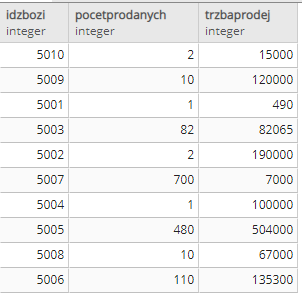 idzbozi pocetprodanych trzbaprodej
integer integer integer
5010 2 15000
5009 10 120000
5001 1 490
5003 82 82065
5002 2 190000
5007 700 7000
5004 1 100000
5005 480 504000
5008 10 67000
5006 110 135300